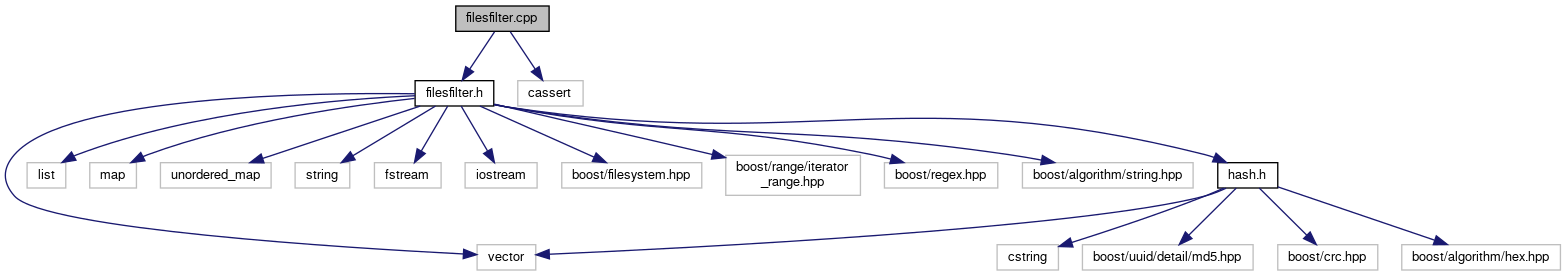 filesfilter.cpp
filesfilter.h
cassert
list
map
unordered_map
string
fstream
iostream
boost/filesystem.hpp
boost/range/iterator
_range.hpp
boost/regex.hpp
boost/algorithm/string.hpp
hash.h
vector
cstring
boost/uuid/detail/md5.hpp
boost/crc.hpp
boost/algorithm/hex.hpp